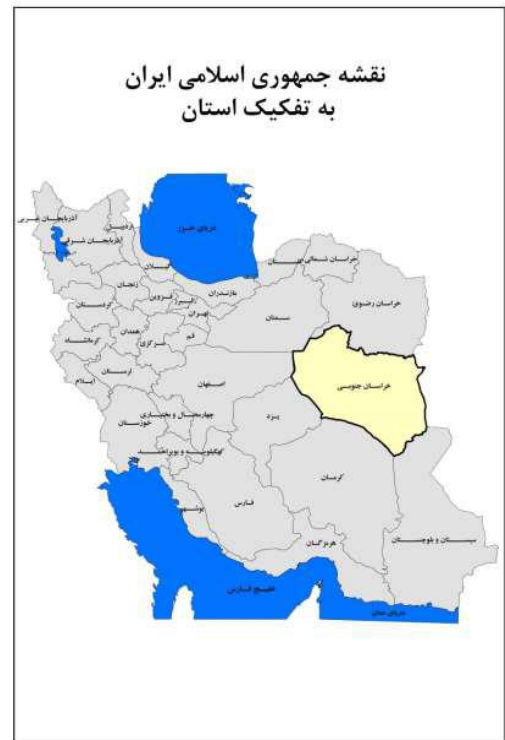 نقشه جمهوری اسلامی ایران
به تفکیک استان
آذربایجان غربی
آذربایجان شرقی
اردبیل
دریای خزر
گیلان
زنجان
کردستان
قزوین
البرز
مازندران
تهران
گلستان
خراسان شمالی
خراسان رضوی
سمنان
همدان
مرکزی
قم
کرمانشاه
ایلام
لرستان
اصفهان
خراسان جنوبی
یزد
چهارمحال و بختیاری
خوزستان
کهگیلویه و بویراحمد
کرمان
فارس
بوشهر
هرمزگان
سیستان و بلوچستان
خلیج فارس
دریای عمان